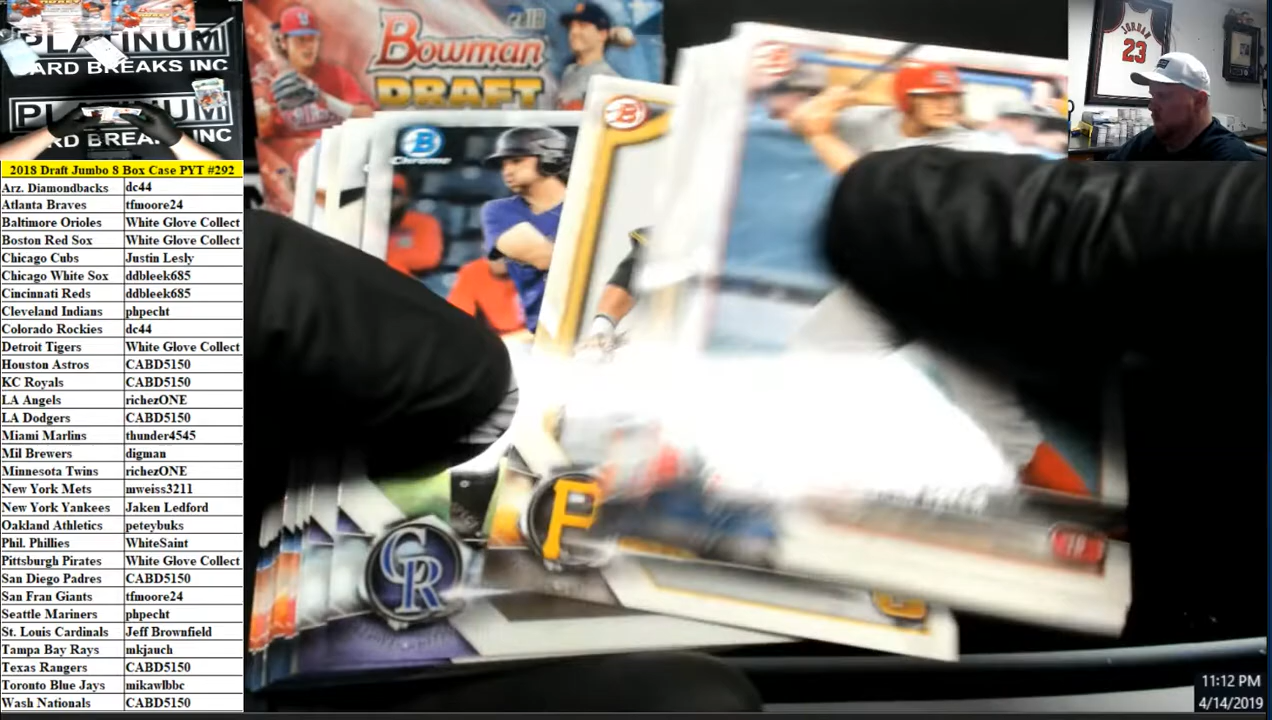 PLATINUM
CARD BREAKS INC
PLATINUM
CARD BREAKS INC
2018 Draft Jumbo 8 Box Case PYT #292
Arz. Diamondbacks dc44
Atlanta Braves tfmoore24
Baltimore Orioles White Glove Collect
Boston Red Sox White Glove Collect
Chicago Cubs Justin Lesly
Chicago White Sox ddbleek685
Cincinnati Reds ddbleek685
Cleveland Indians phpecht
Colorado Rockies dc44
Detroit Tigers White Glove Collect
Houston Astros CABD5150
KC Royals CABD5150
LA Angels richezONE
LA Dodgers CABD5150
Miami Marlins thunder4545
Mil Brewers digman
Minnesota Twins richezONE
New York Mets mweiss3211
New York Yankees Jaken Ledford
Oakland Athletics peteybuks
Phil. Phillies WhiteSaint
Pittsburgh Pirates White Glove Collect
San Diego Padres CABD5150
San Fran Giants tfmoore24
Seattle Mariners phpecht
St. Louis Cardinals Jeff Brownfield
Tampa Bay Rays mkjauch
Texas Rangers CABD5150
Toronto Blue Jays mikawlbbc
Wash Nationals CABD5150
2018
Bowman
DRAFT
B
Chrome
B
CR
P
JORDAN
23
11:12 PM
4/14/2019